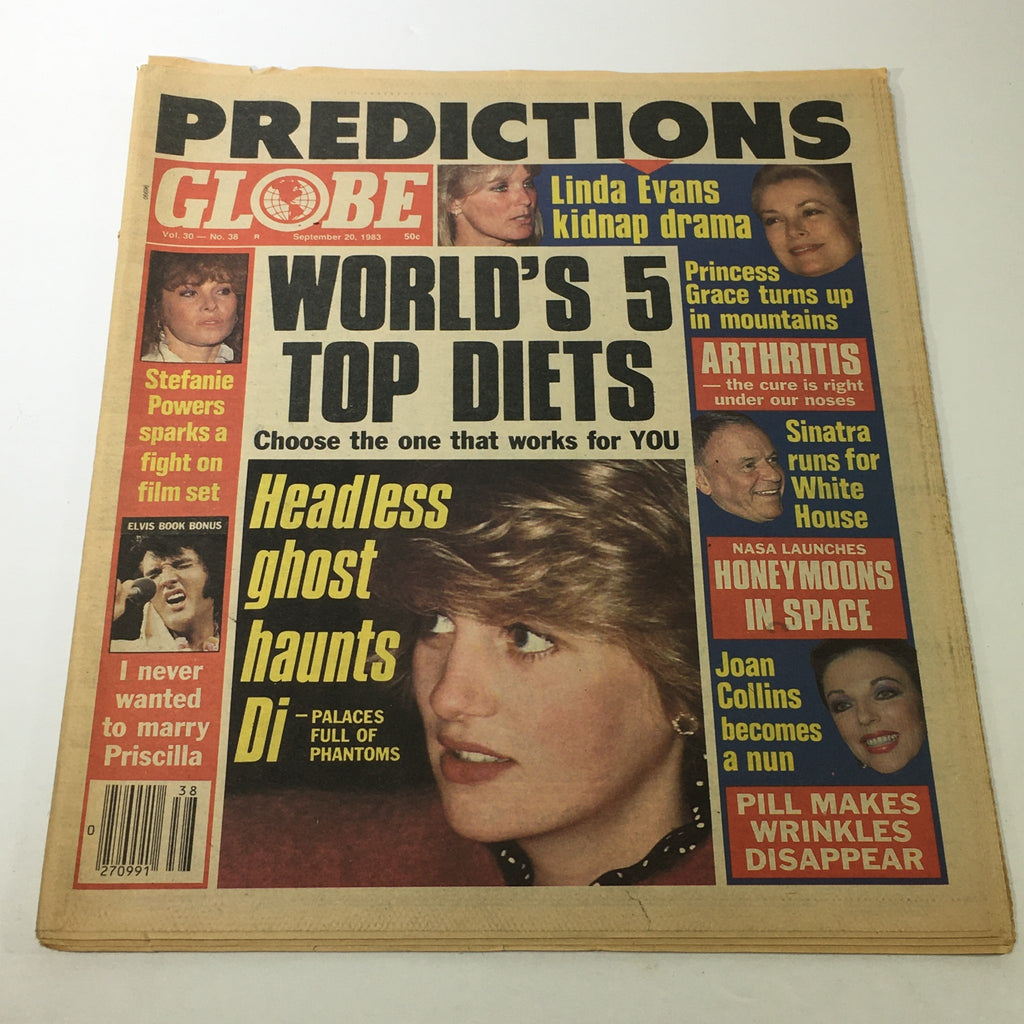 PREDICTIONS
GLOBE
Vol. 30 — No. 38 R September 20, 1983 50c
Linda Evans
kidnap drama
Princess
Grace turns up
in mountains
WORLD'S 5
TOP DIETS
Choose the one that works for YOU
Stefanie
Powers
sparks a
fight on
film set
ELVIS BOOK BONUS
I never
wanted
to marry
Priscilla
Headless
ghost
haunts
Di — PALACES
FULL OF
PHANTOMS
ARTHRITIS
— the cure is right
under our noses
Sinatra
runs for
White
House
NASA LAUNCHES
HONEYMOONS
IN SPACE
Joan
Collins
becomes
a nun
PILL MAKES
WRINKLES
DISAPPEAR
38
0
270991